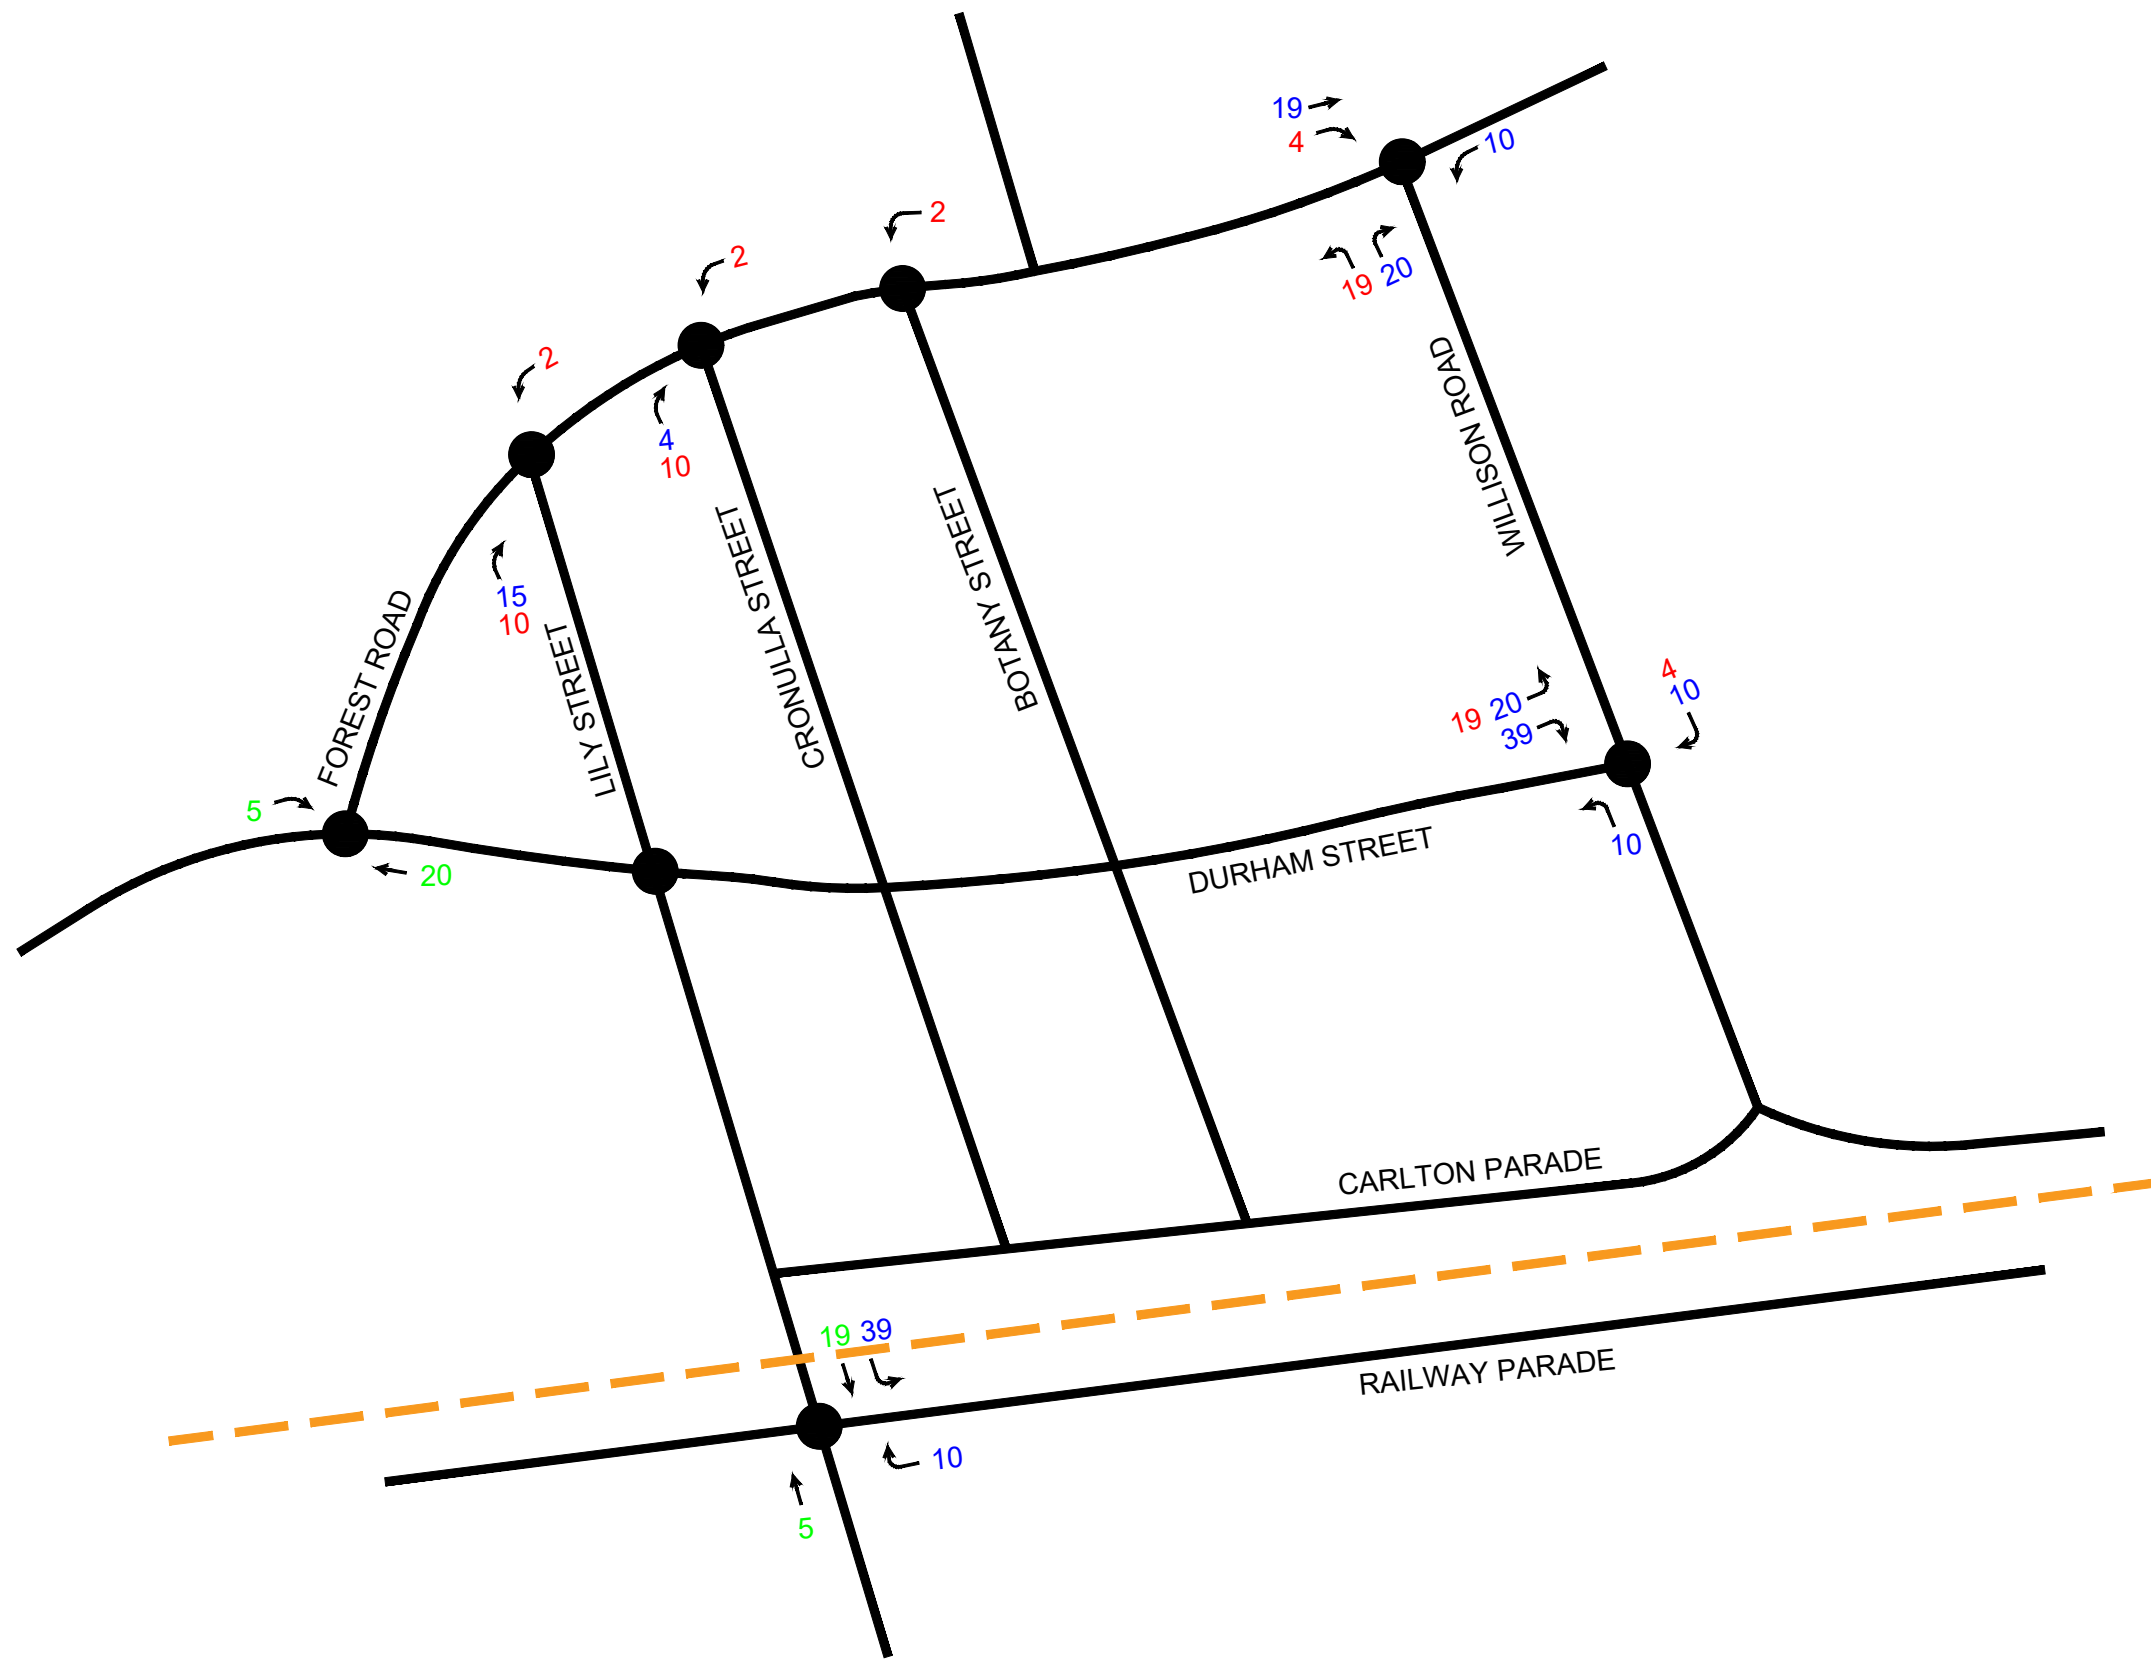 19
4
10
2
2
19 20
2
4
10
WILLISON ROAD
15
10
CRONULLA STREET
BOTANY STREET
FOREST ROAD
LILY STREET
4
10
19 20
39
5
10
DURHAM STREET
20
CARLTON PARADE
19 39
RAILWAY PARADE
10
5